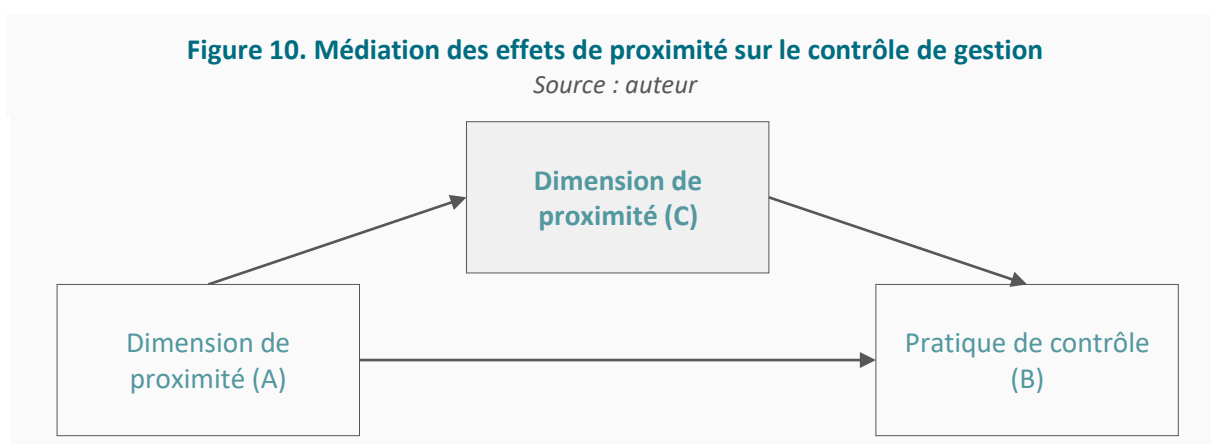 Figure 10. Médiation des effets de proximité sur le contrôle de gestion
Source : auteur
Dimension de
proximité (C)
Dimension de
proximité (A)
Pratique de contrôle
(B)